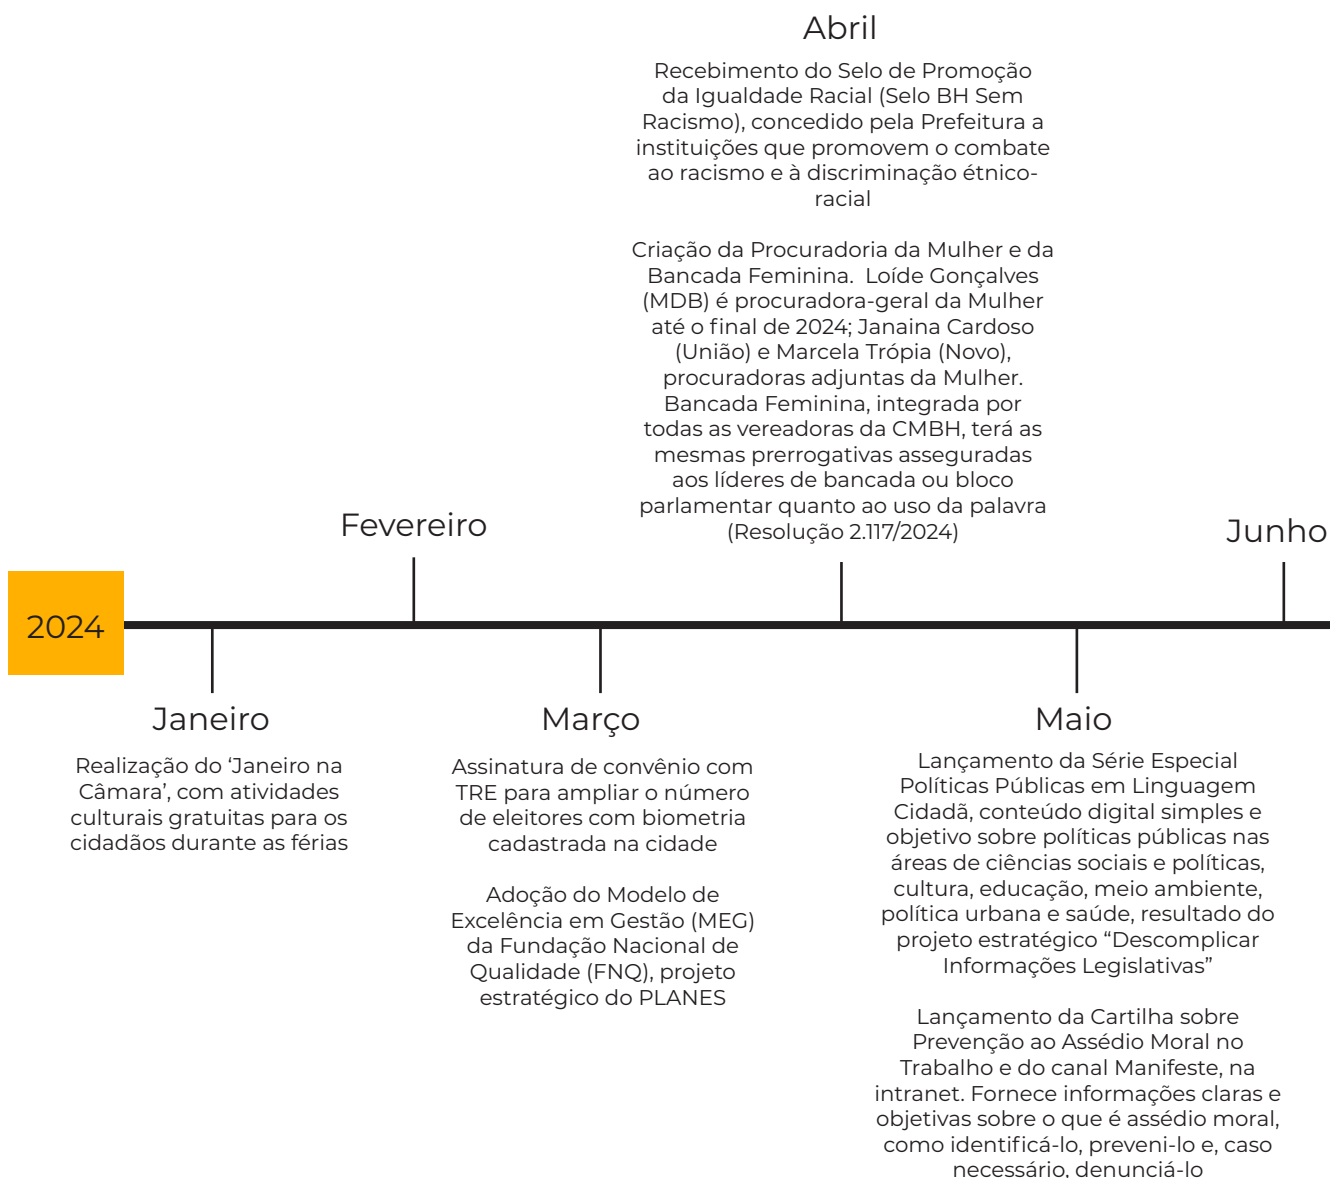 Abril
Recebimento do Selo de Promoção
da Igualdade Racial (Selo BH Sem
Racismo), concedido pela Prefeitura a
instituições que promovem o combate
ao racismo e à discriminação étnico-
racial
Criação da Procuradoria da Mulher e da
Bancada Feminina.  Loíde Gonçalves
(MDB) é procuradora-geral da Mulher
até o final de 2024; Janaina Cardoso
(União) e Marcela Trópia (Novo),
procuradoras adjuntas da Mulher.
Bancada Feminina, integrada por
todas as vereadoras da CMBH, terá as
mesmas prerrogativas asseguradas
aos líderes de bancada ou bloco
parlamentar quanto ao uso da palavra
(Resolução 2.117/2024)
Fevereiro
Junho
2024
Janeiro
Realização do ‘Janeiro na
Câmara’, com atividades
culturais gratuitas para os
cidadãos durante as férias
Março
Assinatura de convênio com
TRE para ampliar o número
de eleitores com biometria
cadastrada na cidade
Adoção do Modelo de
Excelência em Gestão (MEG)
da Fundação Nacional de
Qualidade (FNQ), projeto
estratégico do PLANES
Maio
Lançamento da Série Especial
Políticas Públicas em Linguagem
Cidadã, conteúdo digital simples e
objetivo sobre políticas públicas nas
áreas de ciências sociais e políticas,
cultura, educação, meio ambiente,
política urbana e saúde, resultado do
projeto estratégico “Descomplicar
Informações Legislativas”
Lançamento da Cartilha sobre
Prevenção ao Assédio Moral no
Trabalho e do canal Manifeste, na
intranet. Fornece informações claras e
objetivas sobre o que é assédio moral,
como identificá-lo, preveni-lo e, caso
necessário, denunciá-lo